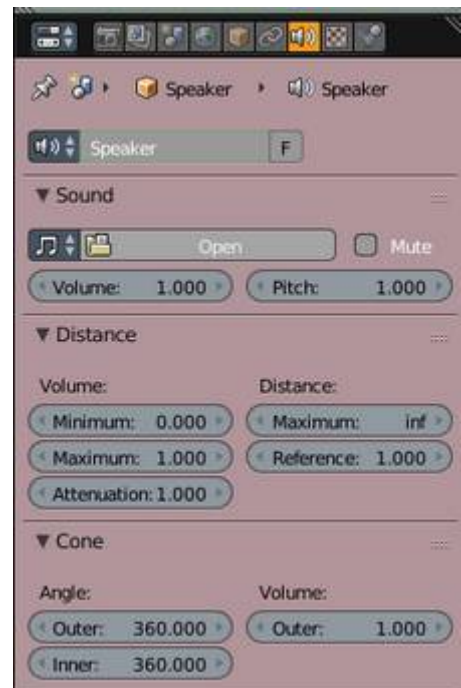 Speaker Speaker
Speaker F
Sound
Open Mute
Volume: 1.000 Pitch: 1.000
Distance
Volume: Distance:
Minimum: 0.000 Maximum: inf
Maximum: 1.000 Reference: 1.000
Attenuation: 1.000
Cone
Angle: Volume:
Outer: 360.000 Outer: 1.000
Inner: 360.000